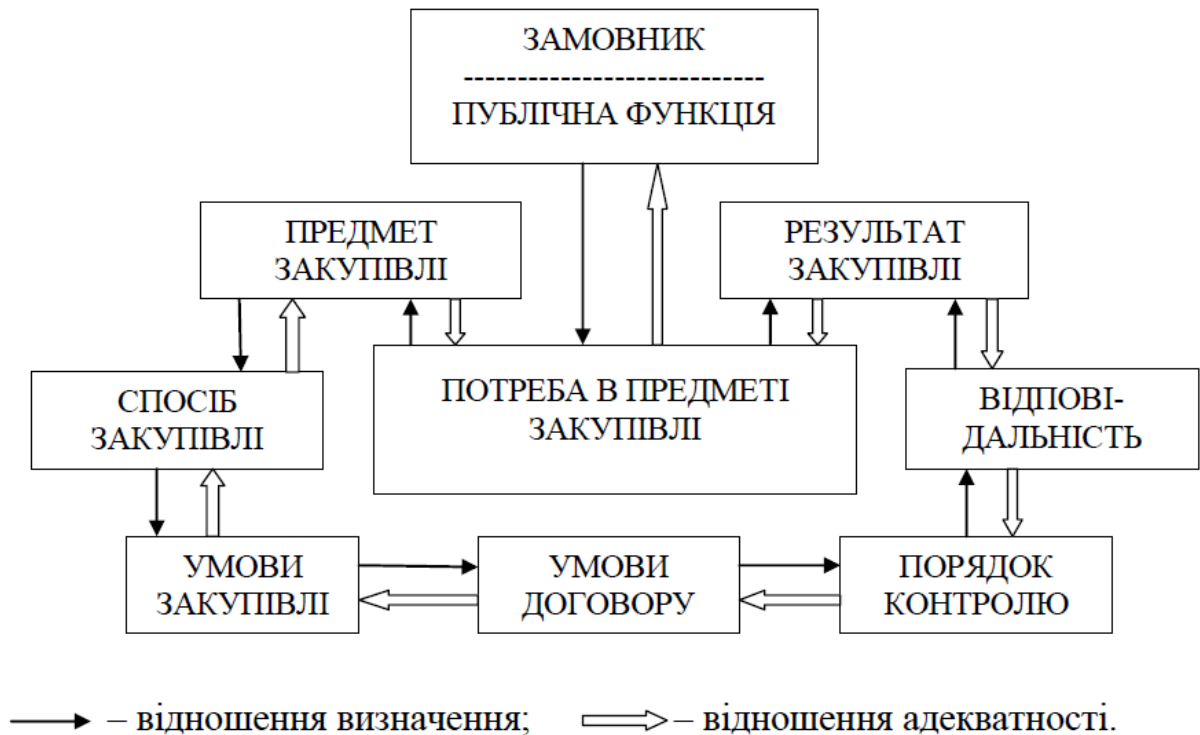 ЗАМОВНИК
----------------------------
ПУБЛІЧНА ФУНКЦІЯ
ПРЕДМЕТ
ЗАКУПІВЛІ
РЕЗУЛЬТАТ
ЗАКУПІВЛІ
СПОСІБ
ЗАКУПІВЛІ
ПОТРЕБА В ПРЕДМЕТІ
ЗАКУПІВЛІ
ВІДПОВІ-
ДАЛЬНІСТЬ
УМОВИ
ЗАКУПІВЛІ
УМОВИ
ДОГОВОРУ
ПОРЯДОК
КОНТРОЛЮ
– відношення визначення; – відношення адекватності.